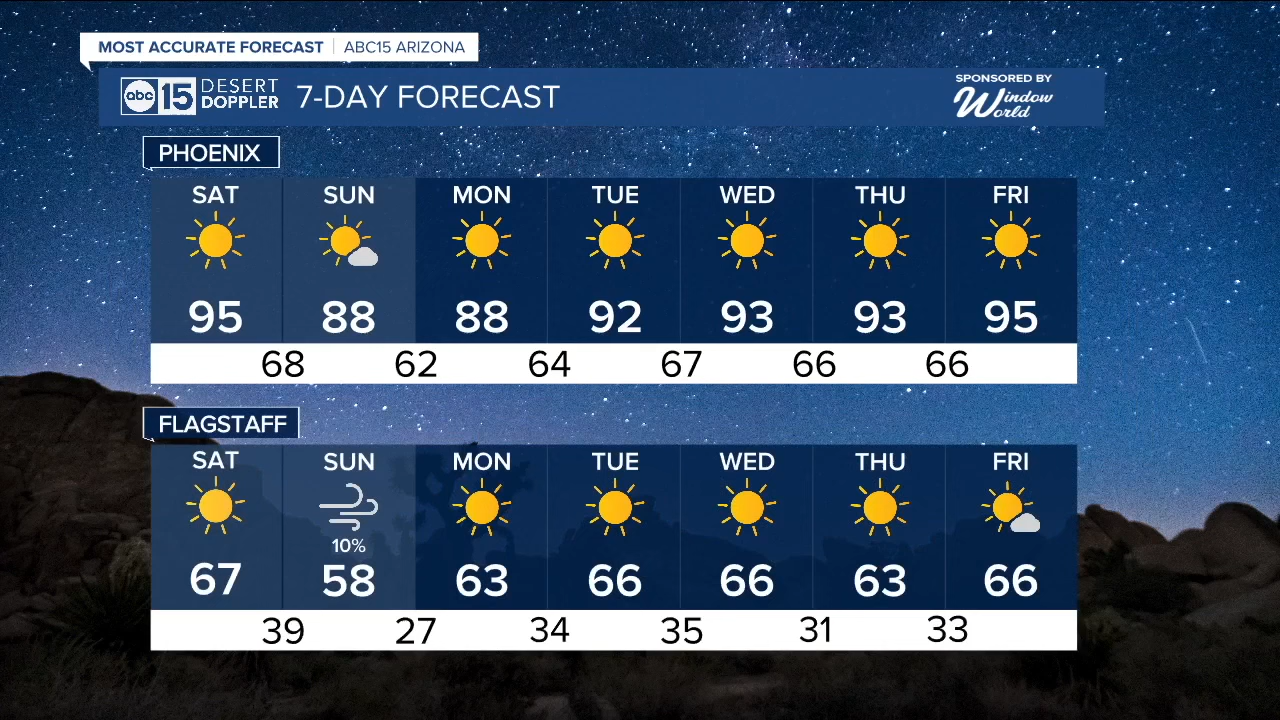 MOST ACCURATE FORECAST | ABC15 ARIZONA
abc 15 DESERT DOPPLER 7-DAY FORECAST
SPONSORED BY
Window World
PHOENIX
SAT SUN MON TUE WED THU FRI
95 88 88 92 93 93 95
68 62 64 67 66 66
FLAGSTAFF
SAT SUN MON TUE WED THU FRI
10%
67 58 63 66 66 63 66
39 27 34 35 31 33